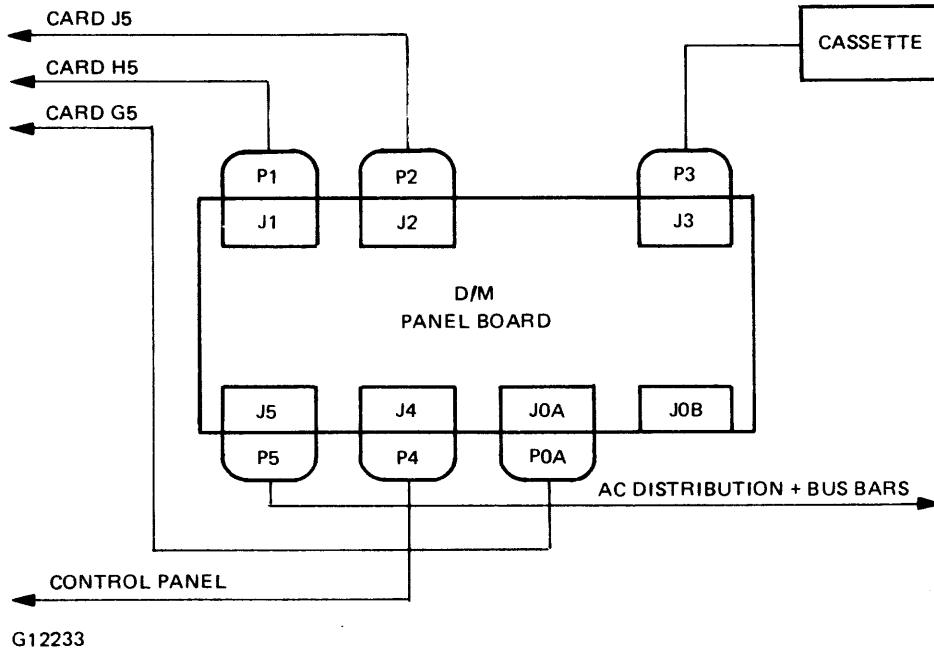 CARD J5
CASSETTE
CARD H5
CARD G5
P1
P2
P3
J1
J2
J3
D/M
PANEL BOARD
J5
J4
J0A
J0B
P5
P4
P0A
AC DISTRIBUTION + BUS BARS
CONTROL PANEL
G12233